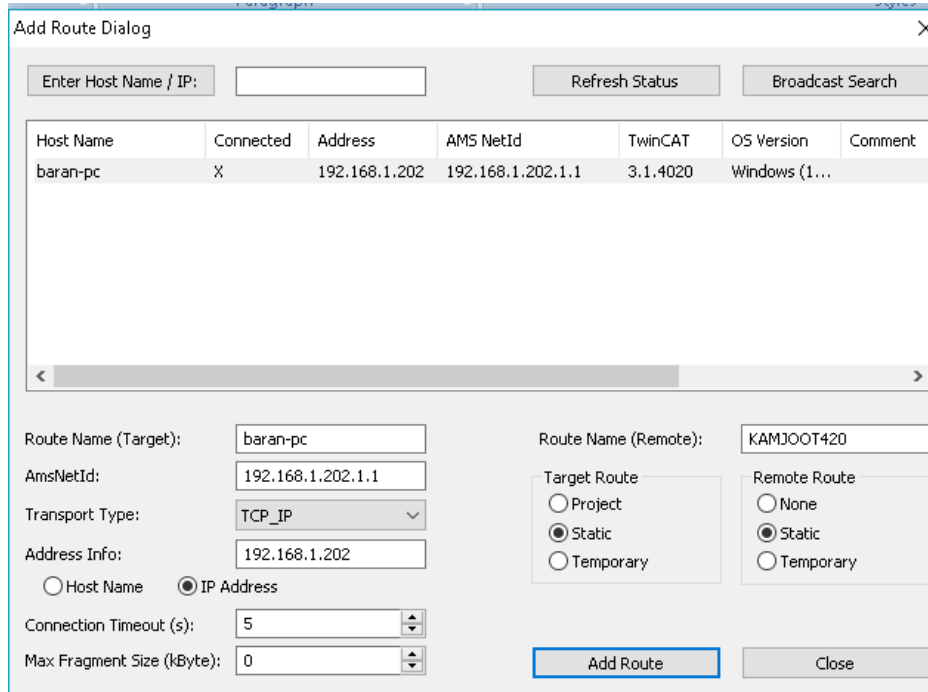 Paragraph
Styles
Add Route Dialog
Enter Host Name / IP:
Refresh Status
Broadcast Search
Host Name Connected Address AMS NetId TwinCAT OS Version Comment
baran-pc X 192.168.1.202 192.168.1.202.1.1 3.1.4020 Windows (1...
Route Name (Target): baran-pc
Route Name (Remote): KAMJOOT420
AmsNetId: 192.168.1.202.1.1
Target Route
Remote Route
Project
None
Transport Type: TCP_IP
Static
Static
Address Info: 192.168.1.202
Temporary
Temporary
Host Name
IP Address
Connection Timeout (s): 5
Max Fragment Size (kByte): 0
Add Route
Close